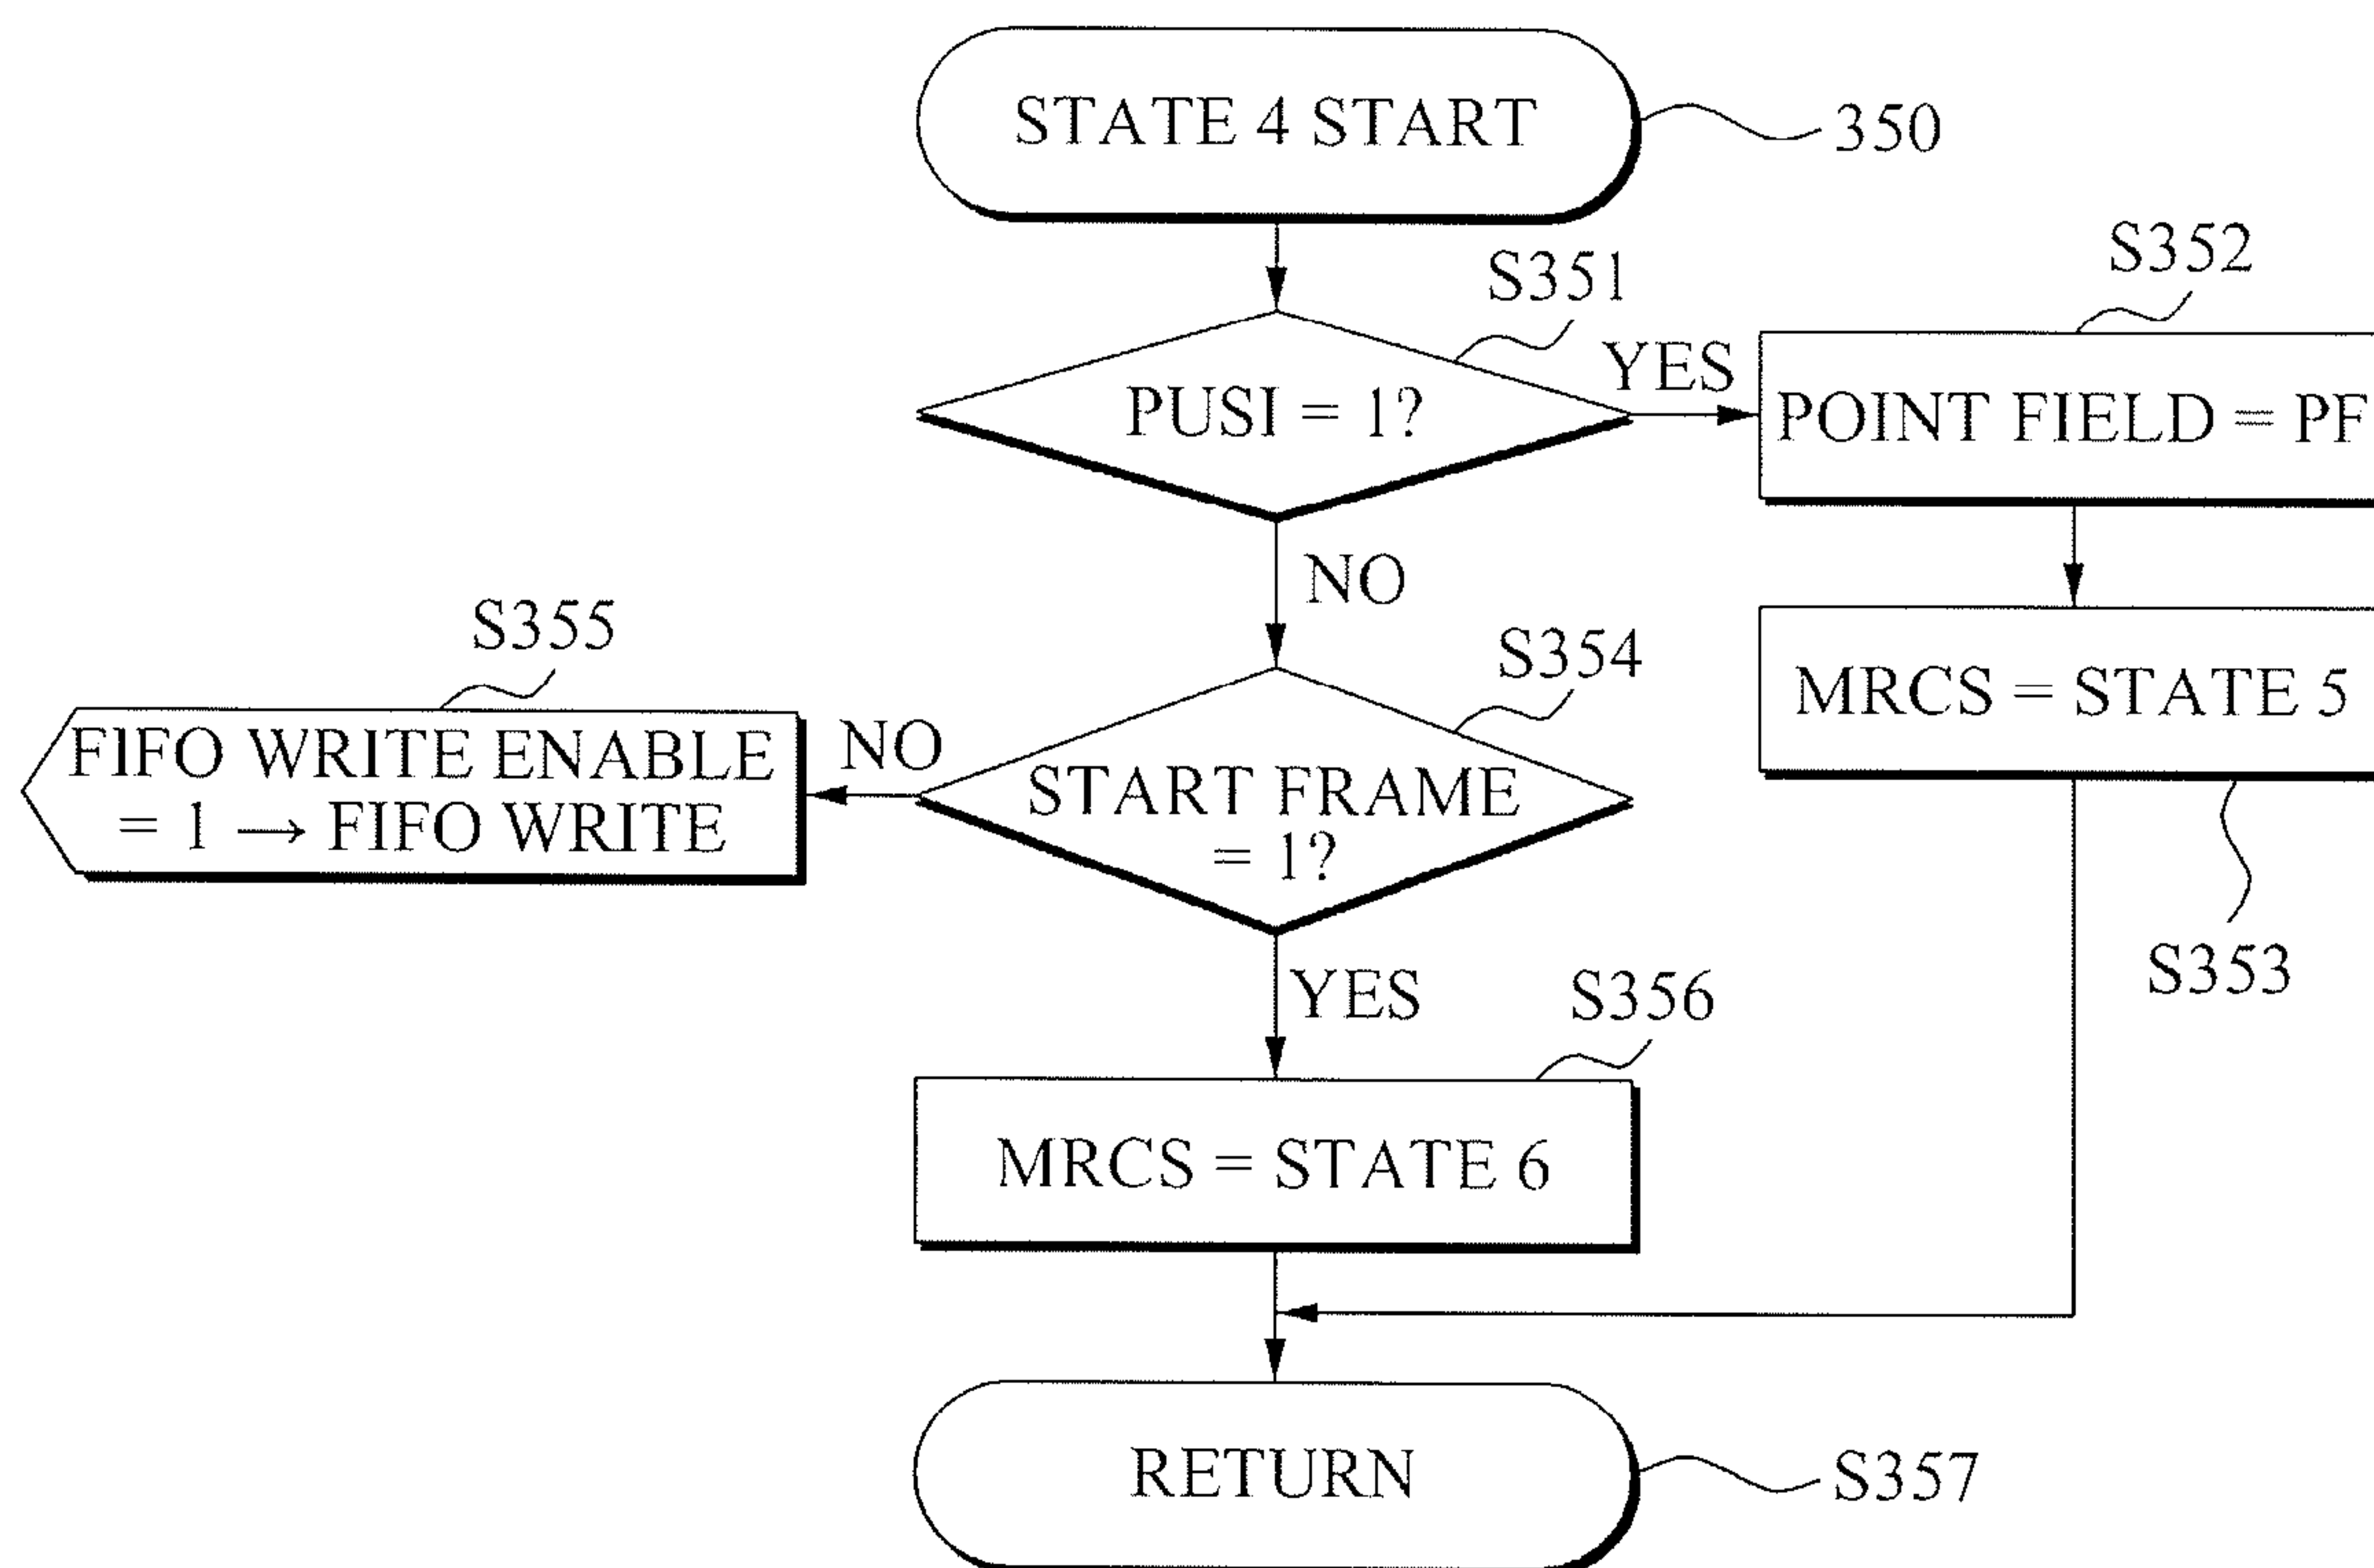 STATE 4 START
350
S351
PUSI = 1?
YES
S352
POINT FIELD = PF
NO
S353
MRCS = STATE 5
S354
START FRAME
= 1?
NO
S355
FIFO WRITE ENABLE
= 1 → FIFO WRITE
YES
S356
MRCS = STATE 6
RETURN
S357